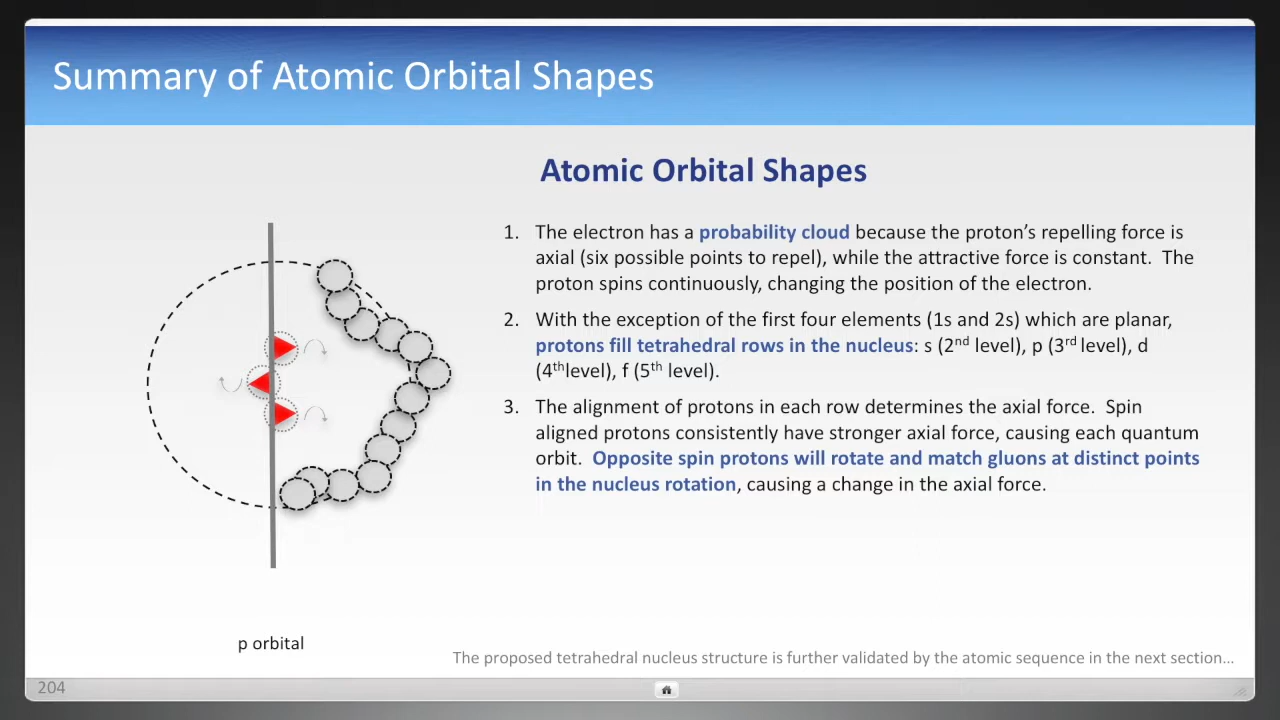 Summary of Atomic Orbital Shapes
Atomic Orbital Shapes
1. The electron has a probability cloud because the proton’s repelling force is
axial (six possible points to repel), while the attractive force is constant. The
proton spins continuously, changing the position of the electron.
2. With the exception of the first four elements (1s and 2s) which are planar,
protons fill tetrahedral rows in the nucleus: s (2nd level), p (3rd level), d
(4thlevel), f (5th level).
3. The alignment of protons in each row determines the axial force. Spin
aligned protons consistently have stronger axial force, causing each quantum
orbit. Opposite spin protons will rotate and match gluons at distinct points
in the nucleus rotation, causing a change in the axial force.
p orbital
The proposed tetrahedral nucleus structure is further validated by the atomic sequence in the next section…
204